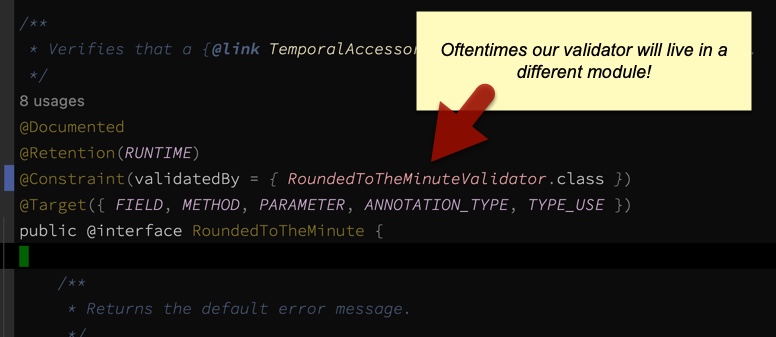 /**
* Verifies that a {@link TemporalAccessor
Oftentimes our validator will live in a
different module!
*/
8 usages
@Documented
@Retention(RUNTIME)
@Constraint(validatedBy = { RoundedToTheMinuteValidator.class })
@Target({ FIELD, METHOD, PARAMETER, ANNOTATION_TYPE, TYPE_USE })
public @interface RoundedToTheMinute {
/**
* Returns the default error message.
*/